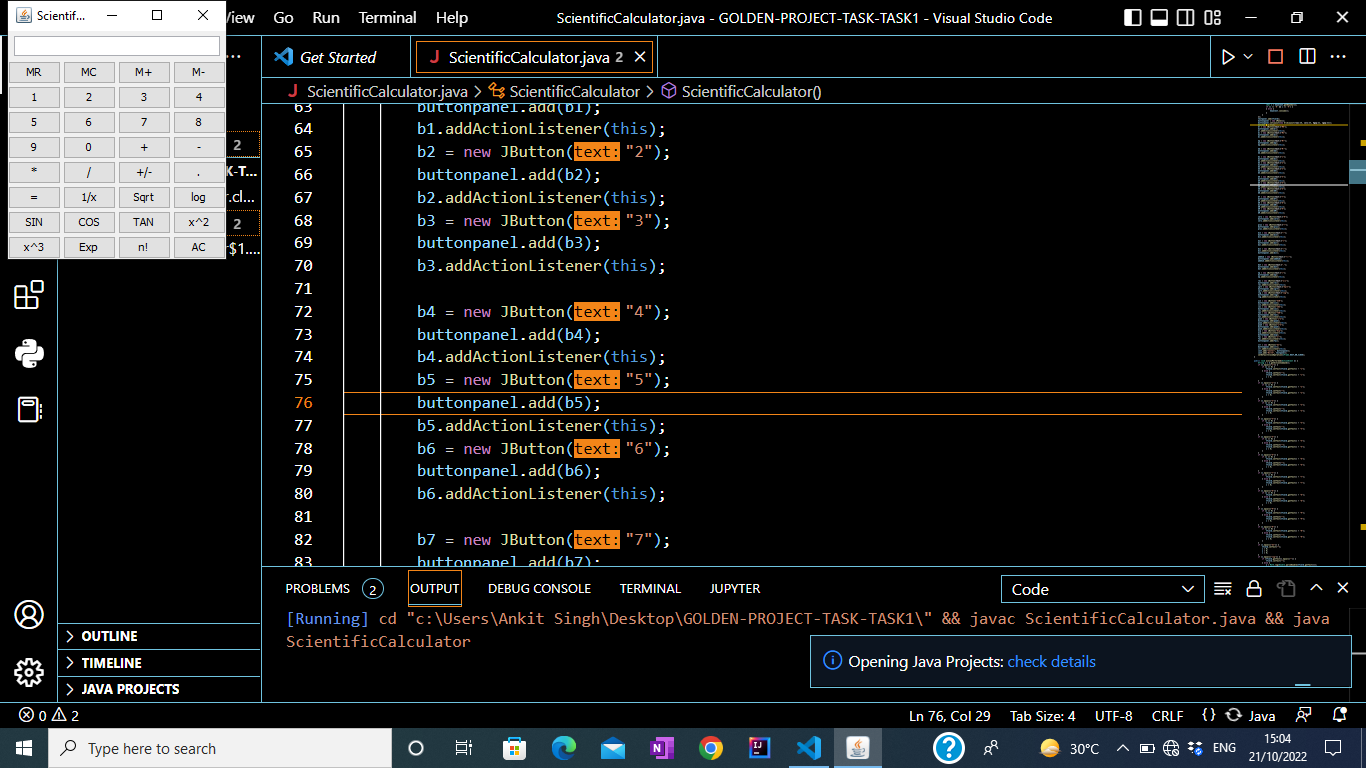 Scientif...
View Go Run Terminal Help
ScientificCalculator.java - GOLDEN-PROJECT-TASK-TASK1 - Visual Studio Code
MR MC M+ M-
1 2 3 4
5 6 7 8
9 0 + -
* / +/- .
= 1/x Sqrt log
SIN COS TAN x^2
x^3 Exp n! AC
...
2
K-T...
r.cl...
2
r$1....
Get Started
J ScientificCalculator.java 2
J ScientificCalculator.java > ScientificCalculator > ScientificCalculator()
63 buttonpanel.add(b1);
64 b1.addActionListener(this);
65 b2 = new JButton(text: "2");
66 buttonpanel.add(b2);
67 b2.addActionListener(this);
68 b3 = new JButton(text: "3");
69 buttonpanel.add(b3);
70 b3.addActionListener(this);
71
72 b4 = new JButton(text: "4");
73 buttonpanel.add(b4);
74 b4.addActionListener(this);
75 b5 = new JButton(text: "5");
76 buttonpanel.add(b5);
77 b5.addActionListener(this);
78 b6 = new JButton(text: "6");
79 buttonpanel.add(b6);
80 b6.addActionListener(this);
81
82 b7 = new JButton(text: "7");
83 buttonpanel.add(b7);
OUTLINE
TIMELINE
JAVA PROJECTS
PROBLEMS 2 OUTPUT DEBUG CONSOLE TERMINAL JUPYTER
Code
[Running] cd "c:\Users\Ankit Singh\Desktop\GOLDEN-PROJECT-TASK-TASK1\" && javac ScientificCalculator.java && java
ScientificCalculator
Opening Java Projects: check details
0 2
Ln 76, Col 29 Tab Size: 4 UTF-8 CRLF {} Java
Type here to search
30°C
ENG
15:04
21/10/2022